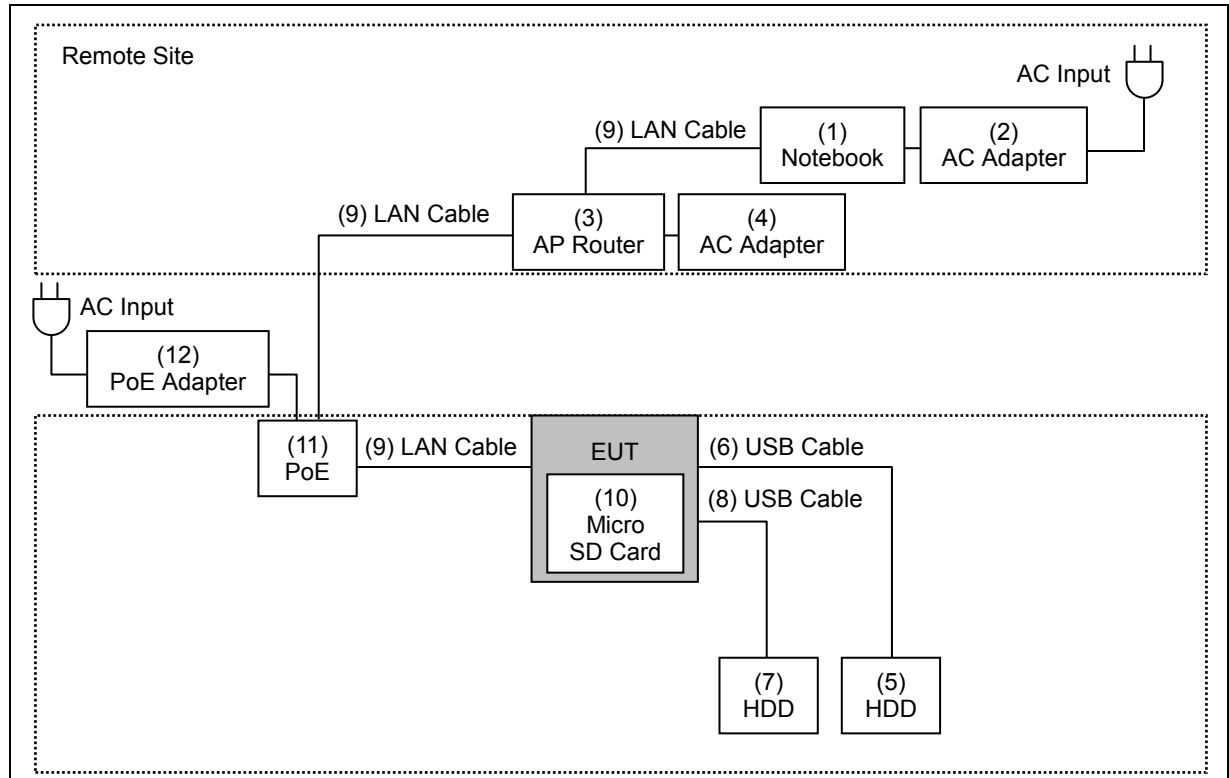 Remote Site
AC Input
(9) LAN Cable
(1)
Notebook
(2)
AC Adapter
(9) LAN Cable
(3)
AP Router
(4)
AC Adapter
AC Input
(12)
PoE Adapter
(11)
PoE
(9) LAN Cable
EUT
(6) USB Cable
(10)
Micro
SD Card
(8) USB Cable
(7)
HDD
(5)
HDD